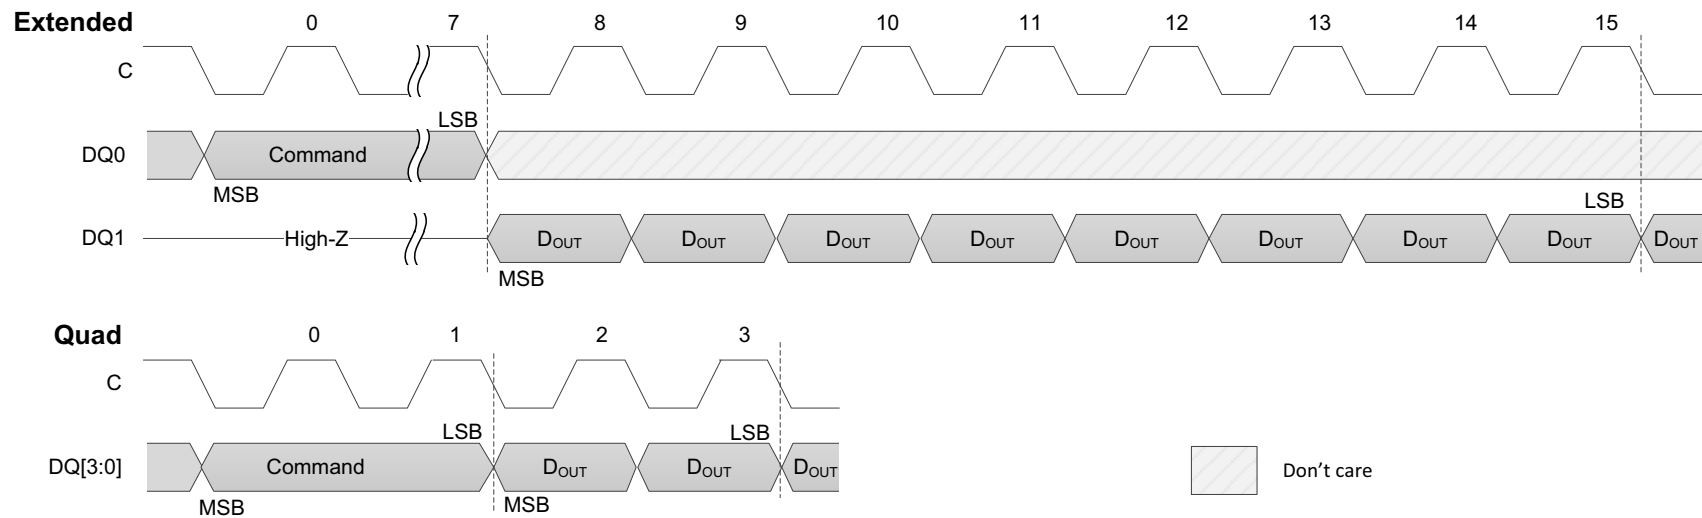 Extended 0 7 8 9 10 11 12 13 14 15
C
LSB
DQ0 Command
MSB LSB
DQ1 High-Z DOUT DOUT DOUT DOUT DOUT DOUT DOUT DOUT DOUT
MSB
Quad 0 1 2 3
C
LSB LSB
DQ[3:0] Command DOUT DOUT DOUT Don’t care
MSB MSB